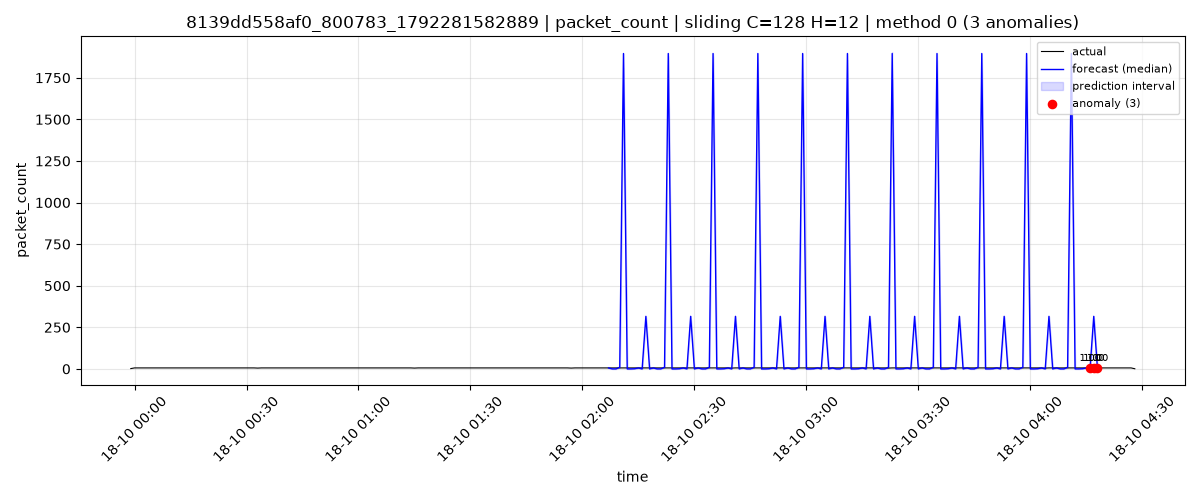 8139dd558af0_800783_1792281582889 | packet_count | sliding C=128 H=12 | method 0 (3 anomalies)
packet_count
1750
1500
1250
1000
750
500
250
0
actual
forecast (median)
prediction interval
anomaly (3)
18-10 00:00
18-10 00:30
18-10 01:00
18-10 01:30
18-10 02:00
18-10 02:30
18-10 03:00
18-10 03:30
18-10 04:00
18-10 04:30
time